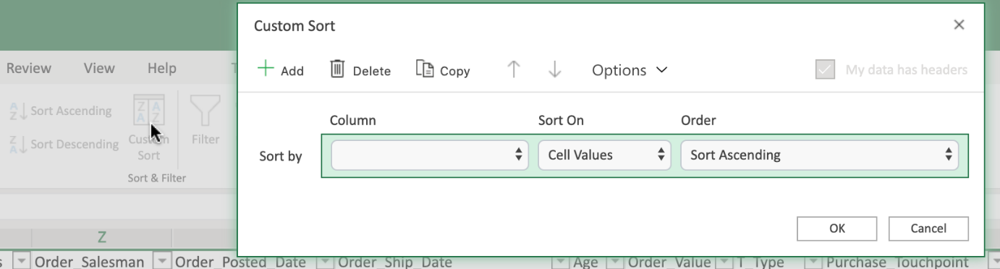 Custom Sort
Review View Help
Add Delete Copy Options My data has headers
Sort Ascending
Sort Descending
Custom
Sort
Filter
Sort & Filter
Column Sort On Order
Sort by Cell Values Sort Ascending
OK Cancel
Z
s Order_Salesman Order_Posted_Date Order_Ship_Date Age Order_Value T_Type Purchase_Touchpoint